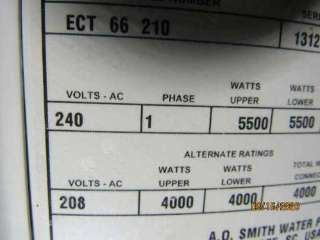 ECT 66 210
1312
VOLTS - AC PHASE WATTS UPPER WATTS LOWER
240 1 5500 5500
ALTERNATE RATINGS
VOLTS - AC WATTS UPPER WATTS LOWER TOTAL
208 4000 4000 4000
A.O. SMITH WATER
USA